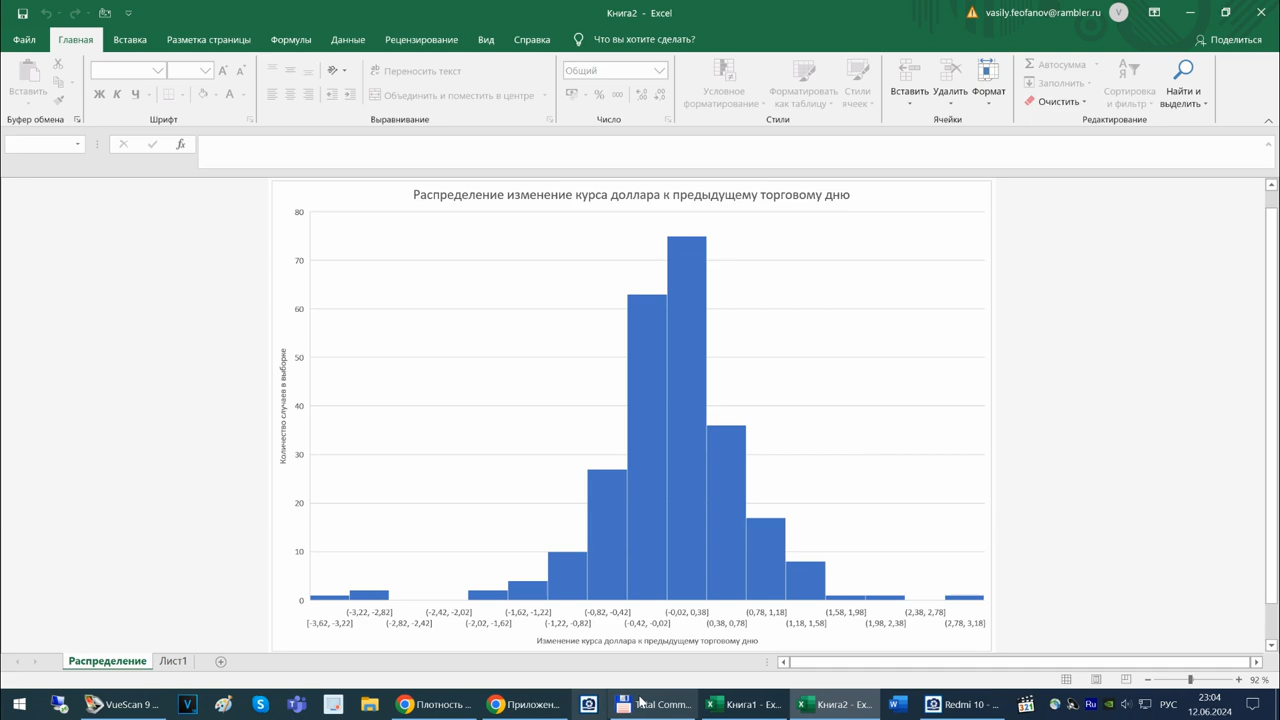 Книга2 - Excel
vasily.feofanov@rambler.ru
V
Файл Главная Вставка Разметка страницы Формулы Данные Рецензирование Вид Справка Что вы хотите сделать? Поделиться
Вставить
Буфер обмена
Ж К Ч
Шрифт
Переносить текст
Объединить и поместить в центре
Выравнивание
Общий
% 000
Число
Условное форматирование
Форматировать как таблицу
Стили ячеек
Стили
Вставить Удалить Формат
Ячейки
Автосумма
Заполнить
Очистить
Сортировка и фильтр
Найти и выделить
Редактирование
fx
Распределение изменение курса доллара к предыдущему торговому дню
80
70
60
50
40
30
20
10
0
Количество случаев в выборке
(-3,22, -2,82] (-2,42, -2,02] (-1,62, -1,22] (-0,82, -0,42] (-0,02, 0,38] (0,78, 1,18] (1,58, 1,98] (2,38, 2,78]
[-3,62, -3,22] (-2,82, -2,42] (-2,02, -1,62] (-1,22, -0,82] (-0,42, -0,02] (0,38, 0,78] (1,18, 1,58] (1,98, 2,38] (2,78, 3,18]
Изменение курса доллара к предыдущему торговому дню
Распределение Лист1
92 %
VueScan 9 ... Плотность ... Приложен... Total Comm... Книга1 - Ex... Книга2 - Ex... Redmi 10 - ... РУС
23:04
12.06.2024